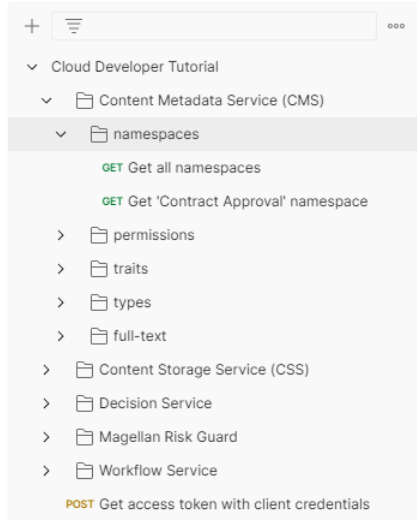 Cloud Developer Tutorial
Content Metadata Service (CMS)
namespaces
GET Get all namespaces
GET Get 'Contract Approval' namespace
permissions
traits
types
full-text
Content Storage Service (CSS)
Decision Service
Magellan Risk Guard
Workflow Service
POST Get access token with client credentials